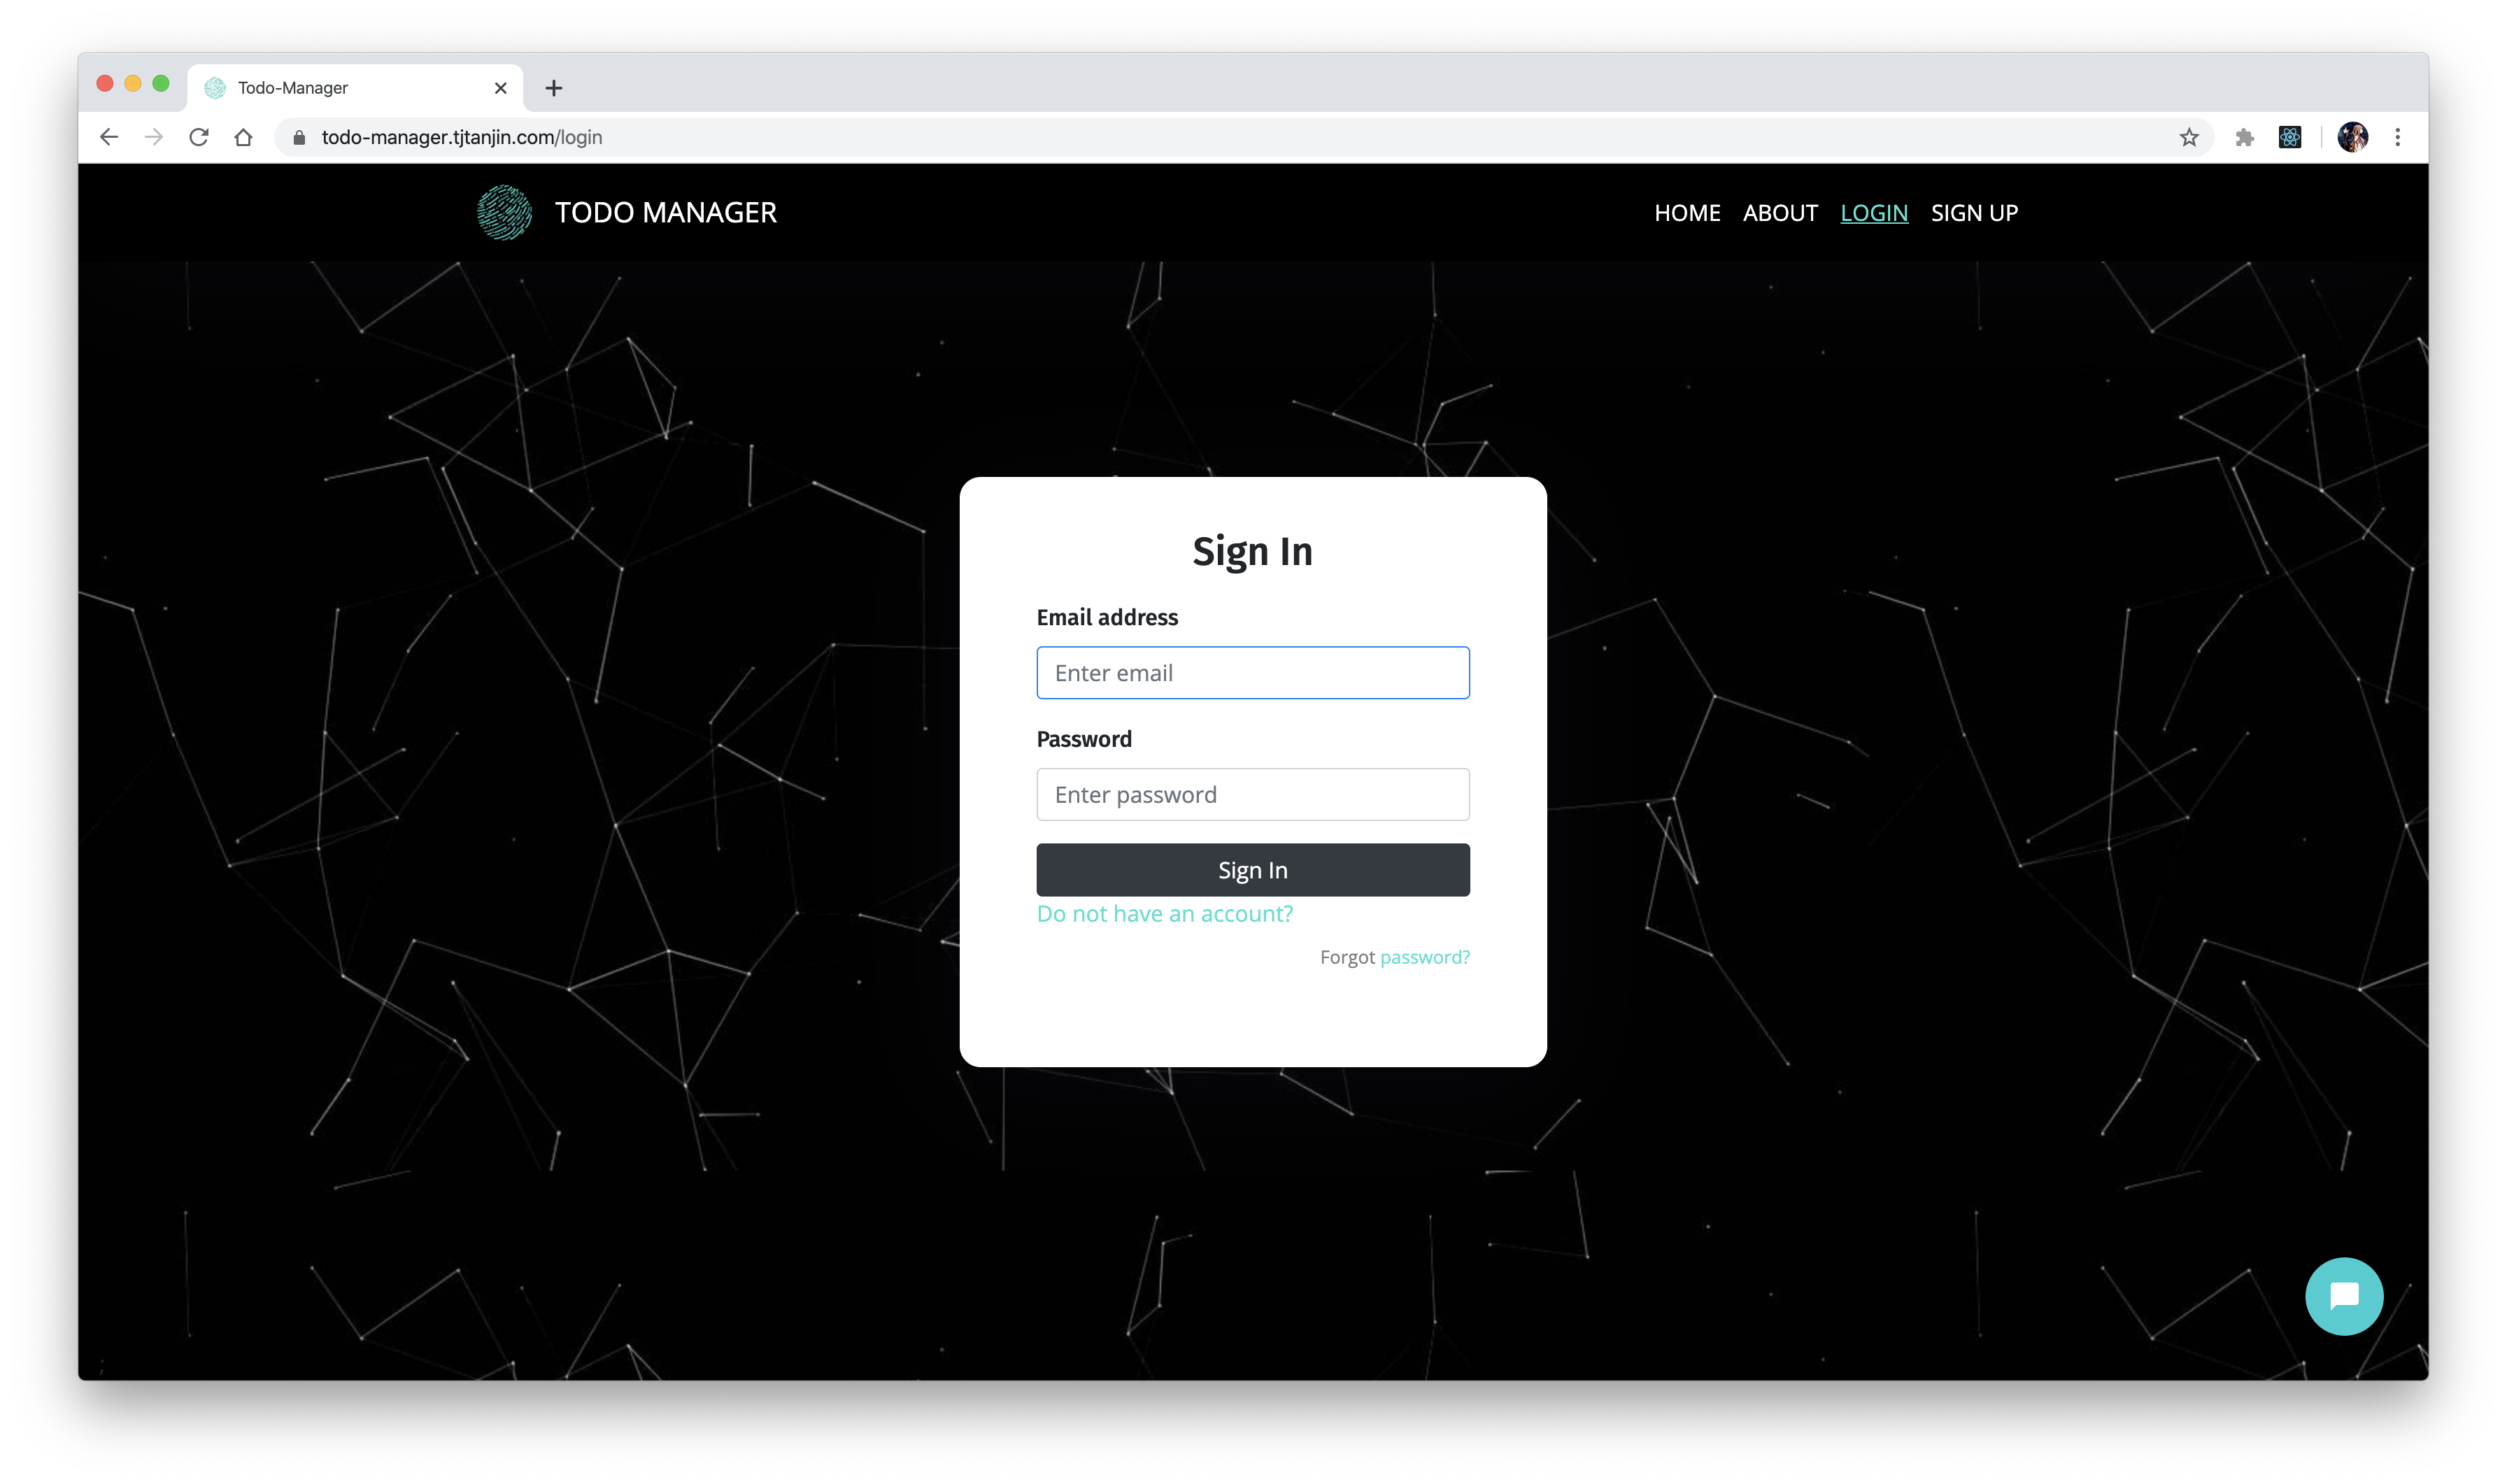 Todo-Manager
todo-manager.tjtanjin.com/login
TODO MANAGER
HOME ABOUT LOGIN SIGN UP
Sign In
Email address
Enter email
Password
Enter password
Sign In
Do not have an account?
Forgot password?